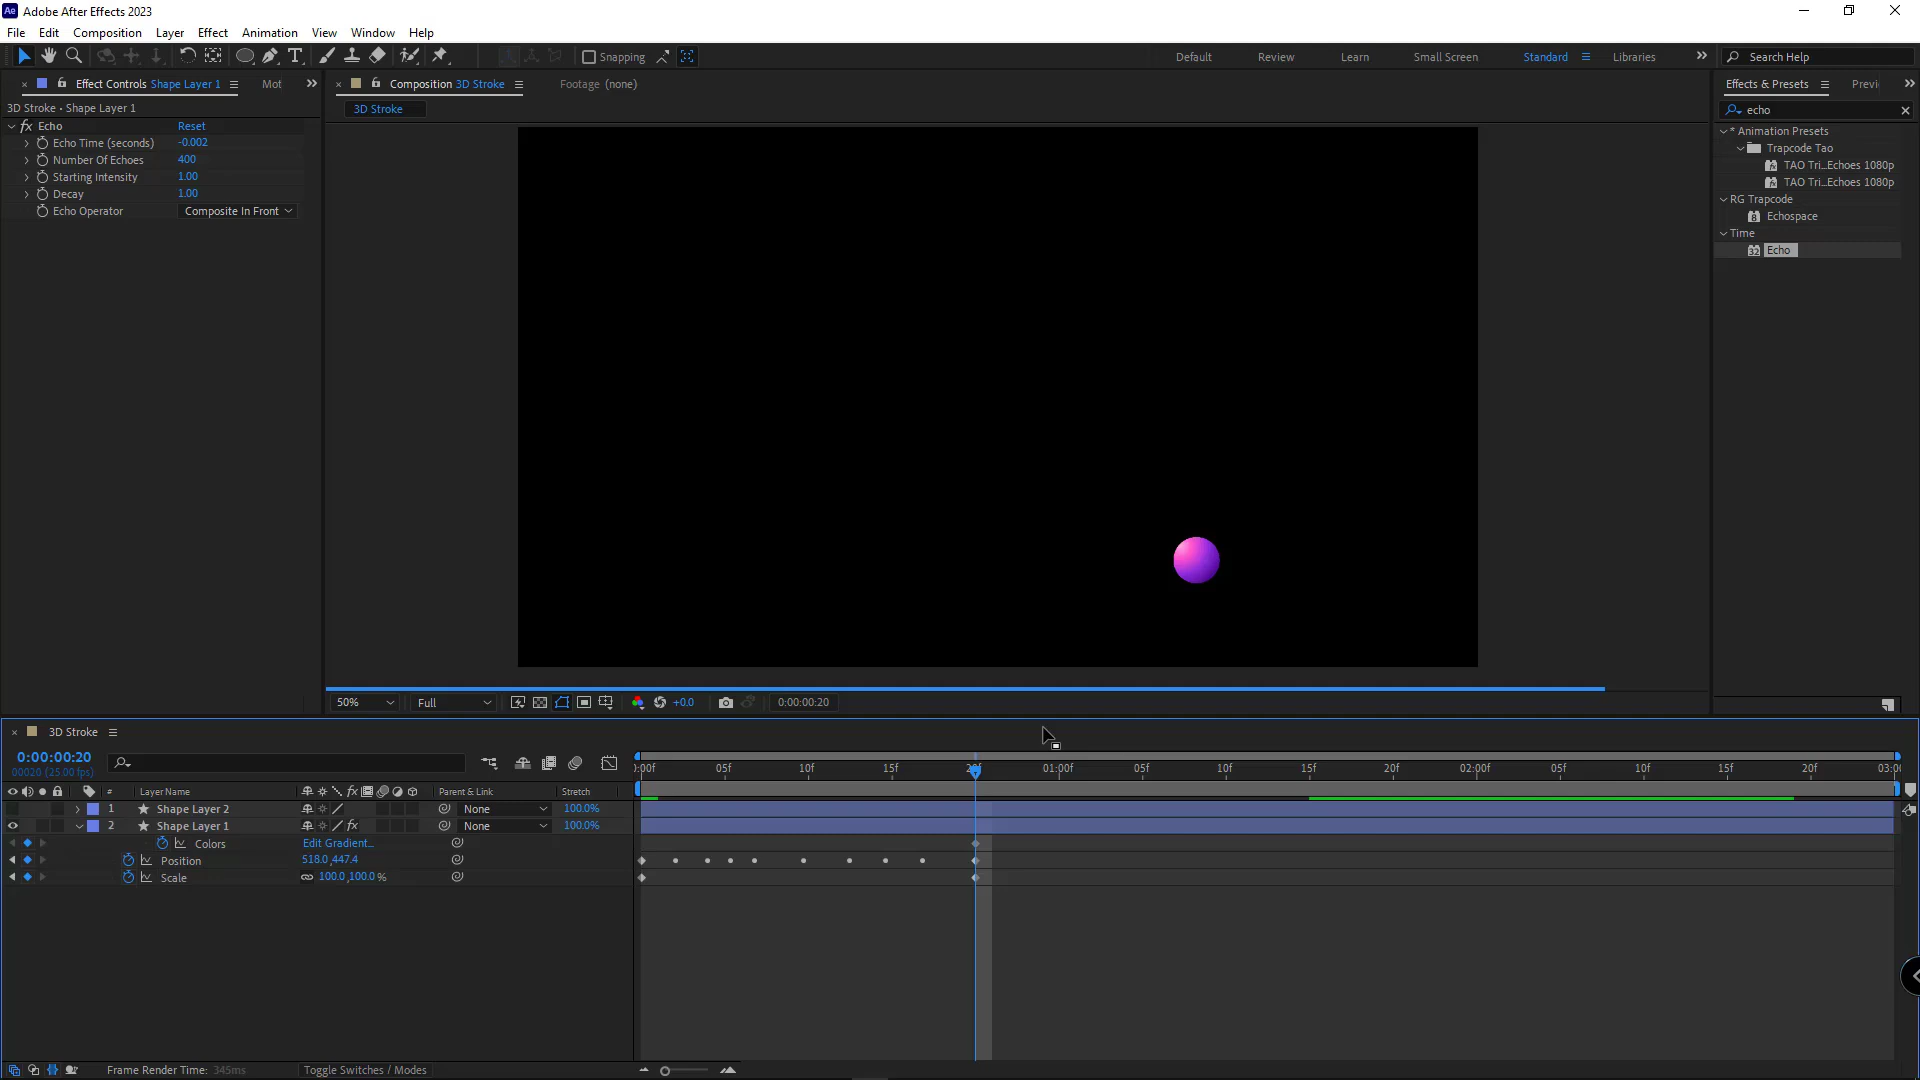 Ae Adobe After Effects 2023
File Edit Composition Layer Effect Animation View Window Help
Snapping
Default Review Learn Small Screen Standard Libraries
Search Help
Effect Controls Shape Layer 1
Mot
3D Stroke • Shape Layer 1
fx Echo Reset
Echo Time (seconds) -0.002
Number Of Echoes 400
Starting Intensity 1.00
Decay 1.00
Echo Operator Composite In Front
Composition 3D Stroke
Footage (none)
3D Stroke
50% Full +0.0 0:00:00:20
Effects & Presets
Previ
echo
* Animation Presets
Trapcode Tao
TAO Tri...Echoes 1080p
TAO Tri...Echoes 1080p
RG Trapcode
Echospace
Time
Echo
3D Stroke
0:00:00:20
00020 (25.00 fps)
# Layer Name Parent & Link Stretch
1 Shape Layer 2 None 100.0%
2 Shape Layer 1 fx None 100.0%
Colors Edit Gradient...
Position 518.0,447.4
Scale 100.0,100.0 %
:00f 05f 10f 15f 20f 01:00f 05f 10f 15f 20f 02:00f 05f 10f 15f 20f 03:0
Frame Render Time: 345ms
Toggle Switches / Modes